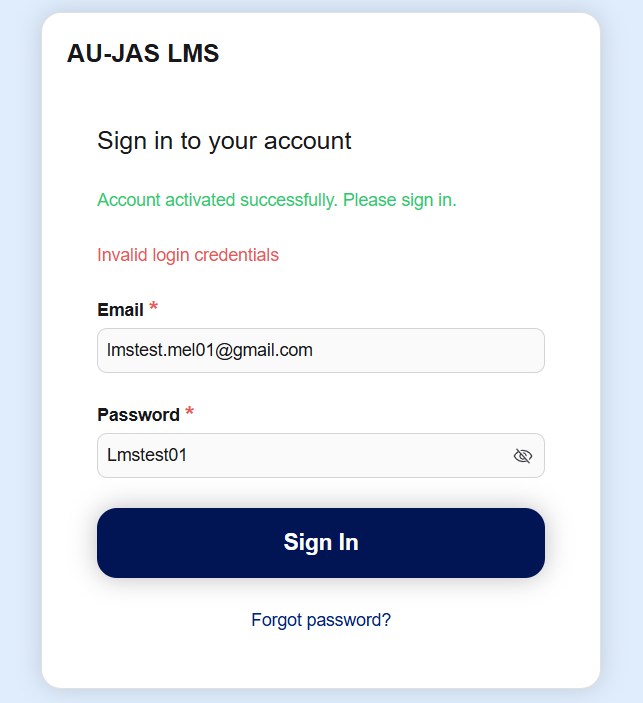 AU-JAS LMS
Sign in to your account
Account activated successfully. Please sign in.
Invalid login credentials
Email *
lmstest.mel01@gmail.com
Password *
Lmstest01
Sign In
Forgot password?